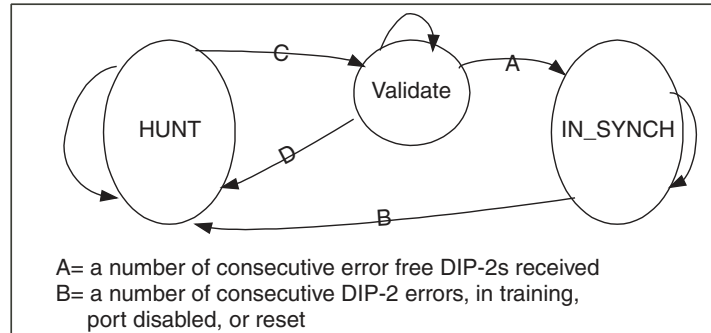 C
A
Validate
HUNT
IN_SYNCH
D
B
A= a number of consecutive error free DIP-2s received
B= a number of consecutive DIP-2 errors, in training,
port disabled, or reset